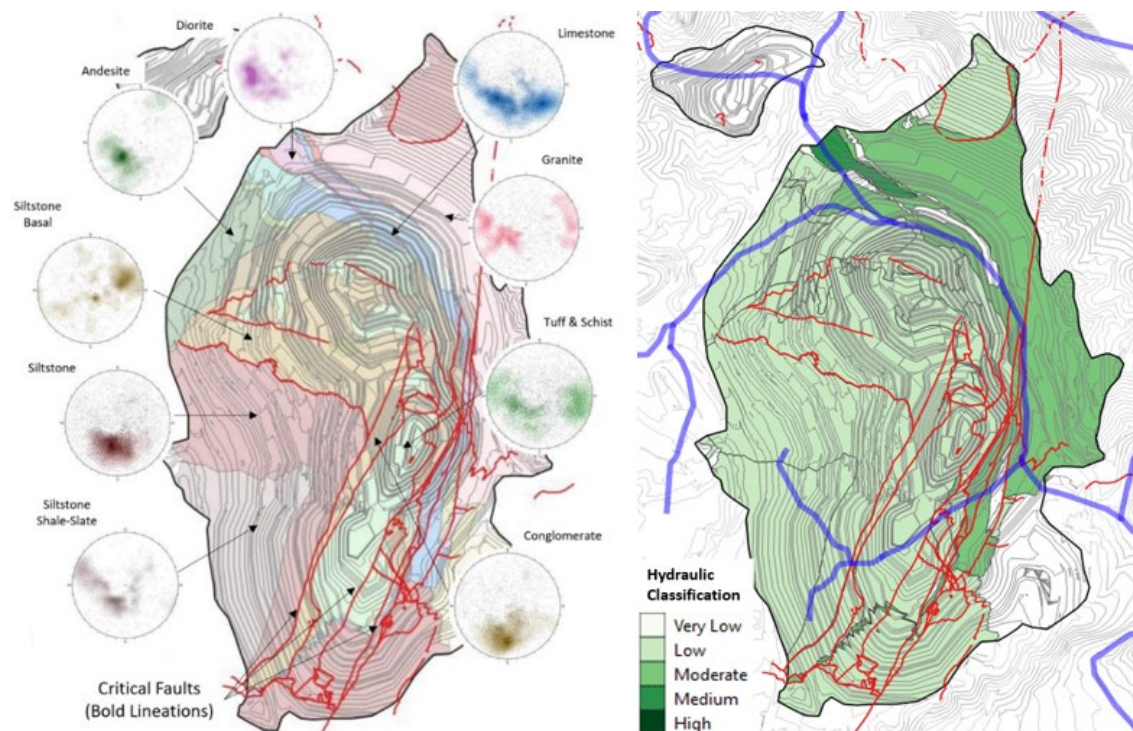 Diorite
Limestone
Andesite
Granite
Siltstone
Basal
Tuff & Schist
Siltstone
Siltstone
Shale-Slate
Conglomerate
Critical Faults
(Bold Lineations)
Hydraulic
Classification
Very Low
Low
Moderate
Medium
High